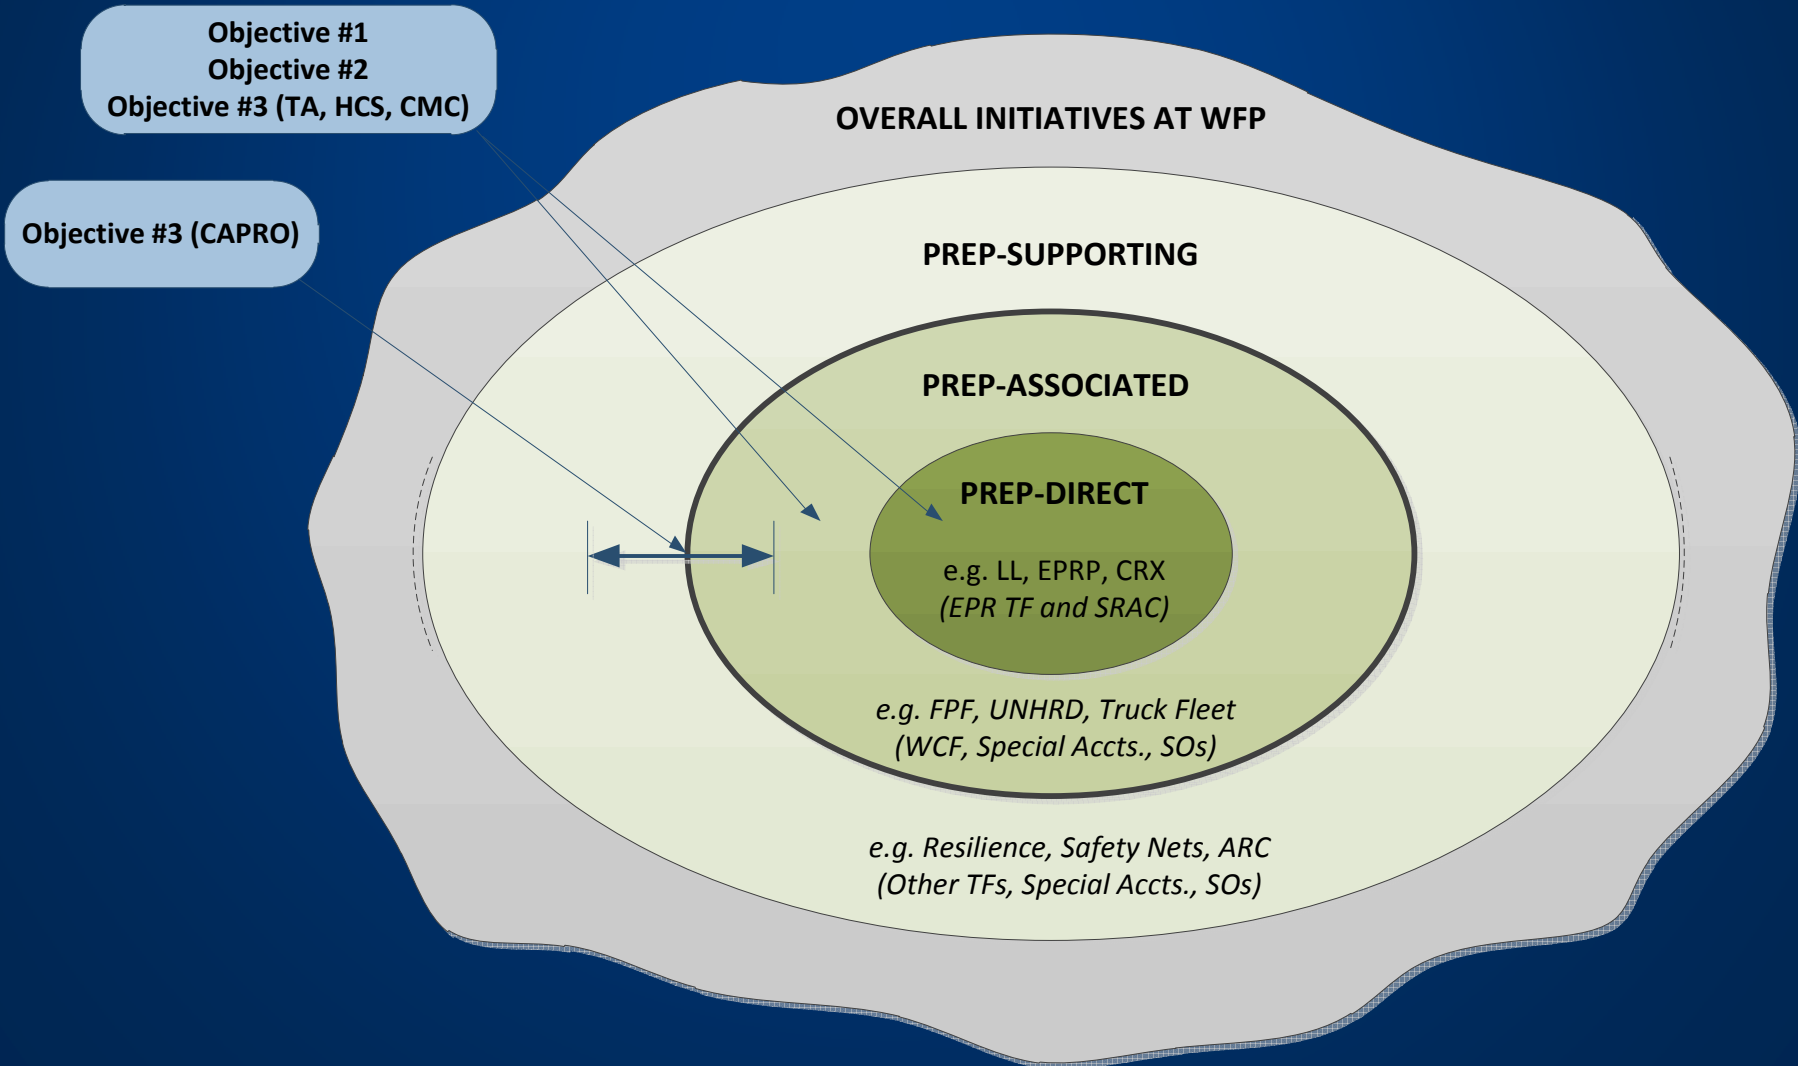 Objective #1
Objective #2
Objective #3 (TA, HCS, CMC)
Objective #3 (CAPRO)
OVERALL INITIATIVES AT WFP
PREP-SUPPORTING
PREP-ASSOCIATED
PREP-DIRECT
e.g. LL, EPRP, CRX
(EPR TF and SRAC)
e.g. FPF, UNHRD, Truck Fleet
(WCF, Special Accts., SOs)
e.g. Resilience, Safety Nets, ARC
(Other TFs, Special Accts., SOs)